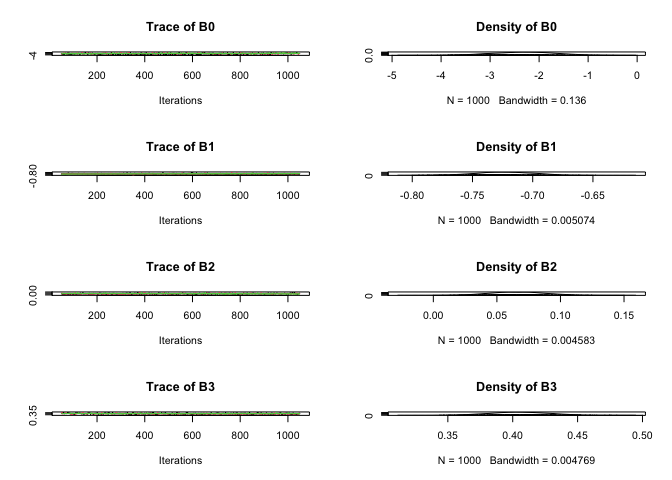 Trace of B0 Density of B0
-4 0.0
200 400 600 800 1000 -5 -4 -3 -2 -1 0
Iterations N = 1000 Bandwidth = 0.136
Trace of B1 Density of B1
-0.80 0
200 400 600 800 1000 -0.80 -0.75 -0.70 -0.65
Iterations N = 1000 Bandwidth = 0.005074
Trace of B2 Density of B2
0.00 0
200 400 600 800 1000 0.00 0.05 0.10 0.15
Iterations N = 1000 Bandwidth = 0.004583
Trace of B3 Density of B3
0.35 0
200 400 600 800 1000 0.35 0.40 0.45 0.50
Iterations N = 1000 Bandwidth = 0.004769